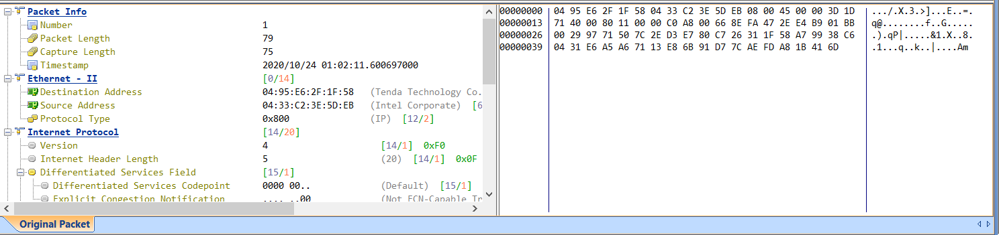 Packet Info
Number 1
Packet Length 79
Capture Length 75
Timestamp 2020/10/24 01:02:11.600697000
Ethernet - II [0/14]
Destination Address 04:95:E6:2F:1F:58 (Tenda Technology Co.
Source Address 04:33:C2:3E:5D:EB (Intel Corporate) [6
Protocol Type 0x800 (IP) [12/2]
Internet Protocol [14/20]
Version 4 [14/1] 0xF0
Internet Header Length 5 (20) [14/1] 0x0F
Differentiated Services Field [15/1]
Differentiated Services Codepoint 0000 00.. (Default) [15/1]
Explicit Congestion Notification .... ..00 (Not ECN-Capable Tr
00000000 04 95 E6 2F 1F 58 04 33 C2 3E 5D EB 08 00 45 00 00 3D 1D .../.X.3.>]...E..=.
00000013 71 40 00 80 11 00 00 C0 A8 00 66 8E FA 47 2E E4 B9 01 BB q@........f..G.....
00000026 00 29 97 71 50 7C 2E D3 E7 80 C7 26 31 1F 58 A7 99 38 C6 .).qP|.....&1.X..8.
00000039 04 31 E6 A5 A6 71 13 E8 6B 91 D7 7C AE FD A8 1B 41 6D .1...q..k..|....Am
Original Packet